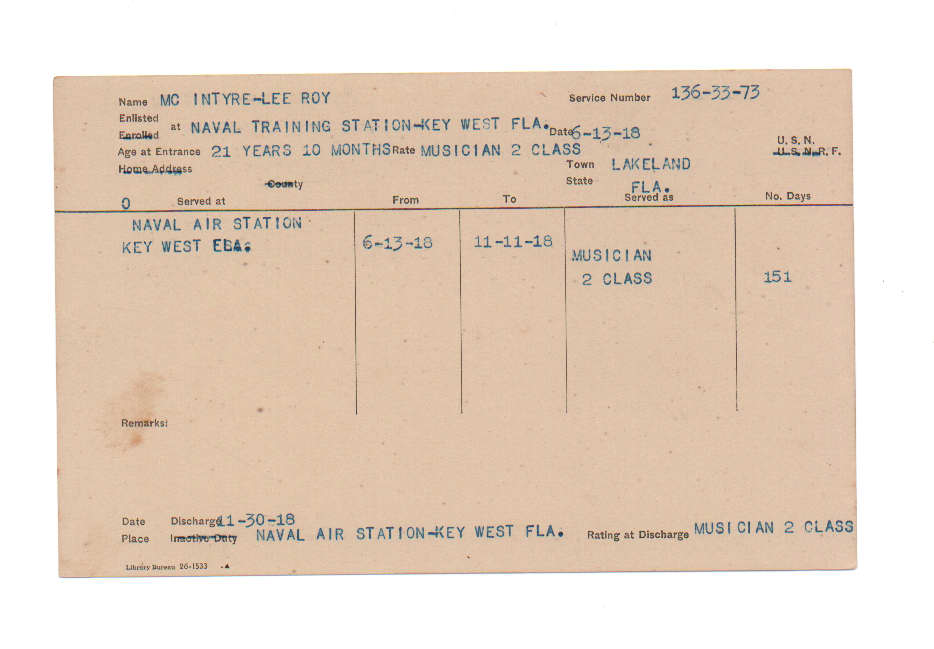 Name MC INTYRE-LEE ROY Service Number 136-33-73
Enlisted
Enrolled at NAVAL TRAINING STATION-KEY WEST FLA. Date 6-13-18
U. S. N.
Age at Entrance 21 YEARS 10 MONTHS Rate MUSICIAN 2 CLASS U. S. N. R. F.
Home Address Town LAKELAND
County State FLA.
0 Served at From To Served as No. Days
NAVAL AIR STATION
KEY WEST FLA. 6-13-18 11-11-18
MUSICIAN
2 CLASS 151
Remarks:
Date Discharge 11-30-18
Place Inactive Duty NAVAL AIR STATION-KEY WEST FLA. Rating at Discharge MUSICIAN 2 CLASS
Library Bureau 26-1533